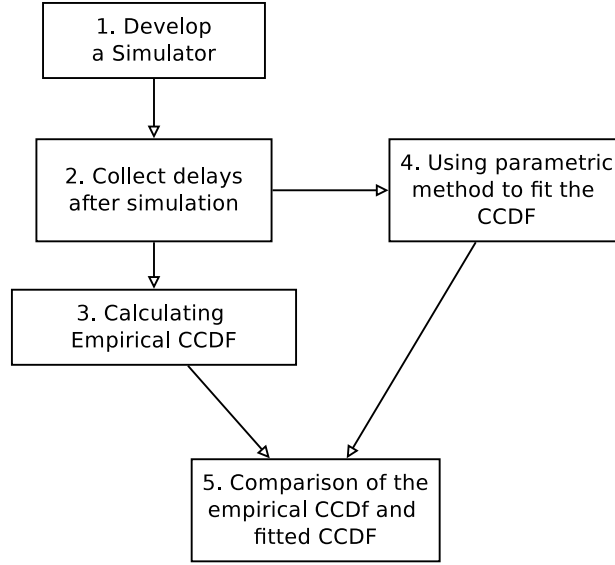 1. Develop
a Simulator
2. Collect delays
after simulation
4. Using parametric
method to fit the
CCDF
3. Calculating
Empirical CCDF
5. Comparison of the
empirical CCDf and
fitted CCDF